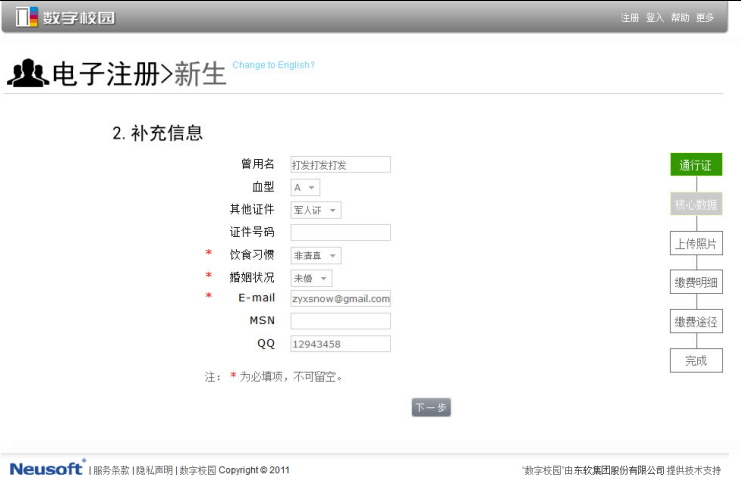 数字校园
注册 登入 帮助 更多
电子注册>新生 Change to English?
2.补充信息
曾用名 打发打发打发
血型 A
其他证件 军人证
证件号码
* 饮食习惯 非清真
* 婚姻状况 未婚
* E-mail zyxsnow@gmail.com
MSN
QQ 12943458
注： * 为必填项，不可留空。
下一步
通行证
核心数据
上传照片
缴费明细
缴费途径
完成
Neusoft | 服务条款 | 隐私声明 | 数字校园 Copyright © 2011
“数字校园”由东软集团股份有限公司 提供技术支持